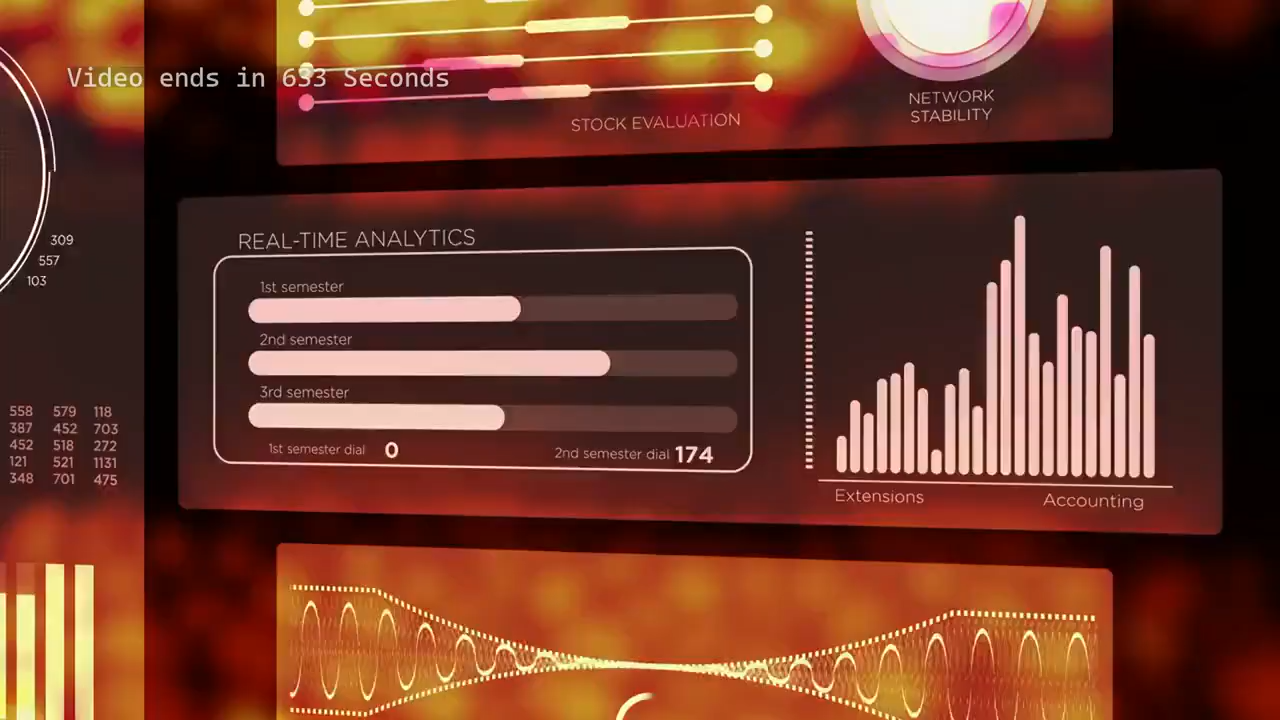 Video ends in 633 Seconds
STOCK EVALUATION
NETWORK
STABILITY
309
557
103
REAL-TIME ANALYTICS
1st semester
2nd semester
3rd semester
1st semester dial 0
2nd semester dial 174
Extensions
Accounting
558 579 118
387 452 703
452 518 272
121 521 1131
348 701 475